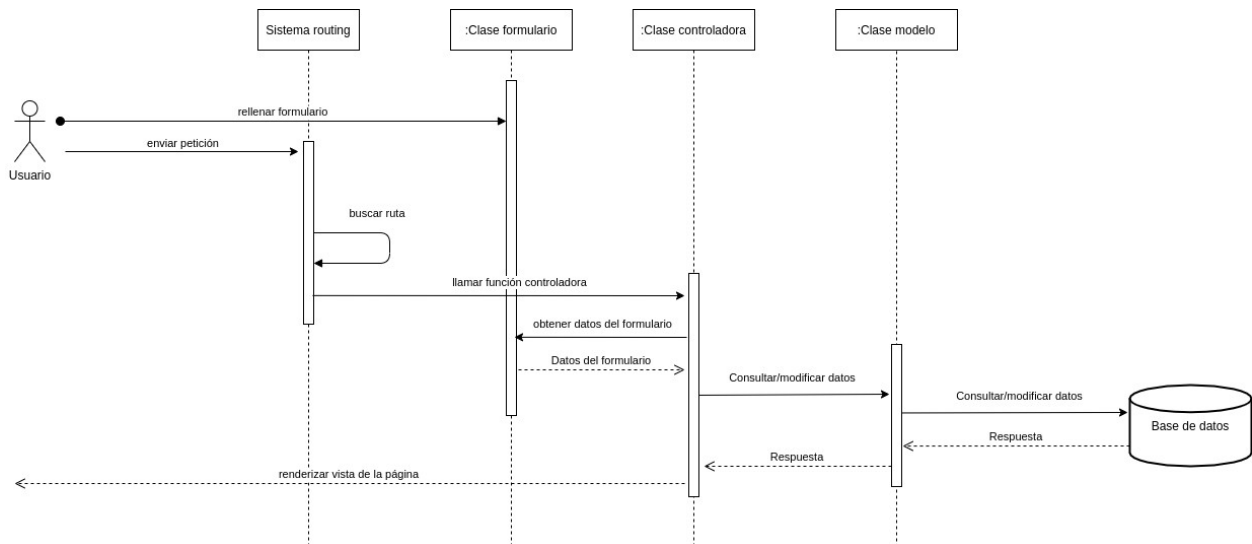 Sistema routing
:Clase formulario
:Clase controladora
:Clase modelo
rellenar formulario
enviar petición
Usuario
buscar ruta
llamar función controladora
obtener datos del formulario
Datos del formulario
Consultar/modificar datos
Consultar/modificar datos
Base de datos
Respuesta
Respuesta
renderizar vista de la página